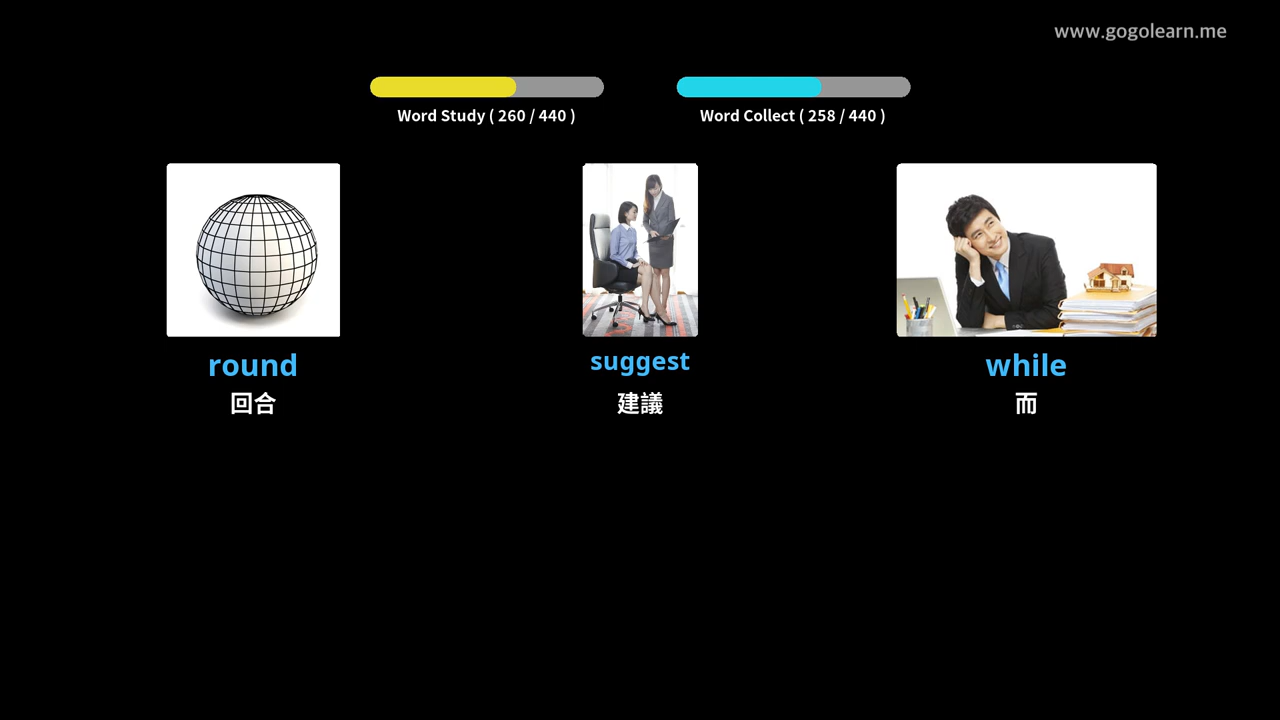 www.gogolearn.me
Word Study ( 260 / 440 )
Word Collect ( 258 / 440 )
round
suggest
while
回合
建議
而